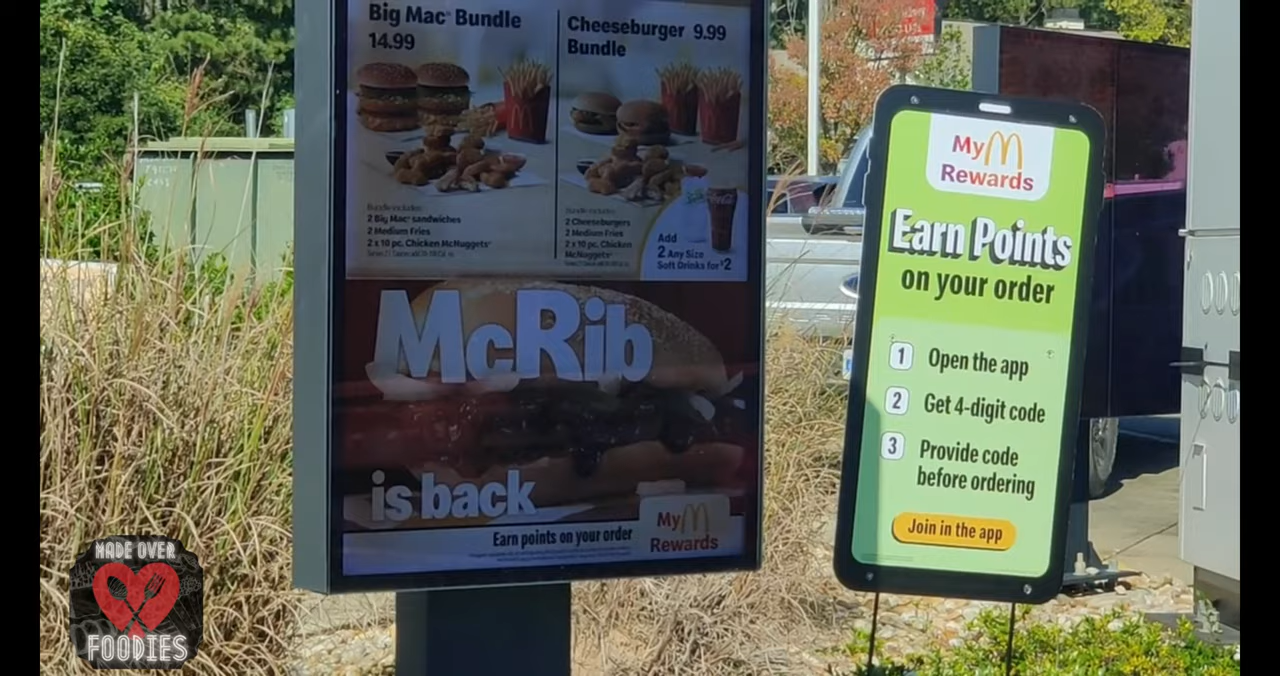 Big Mac® Bundle
14.99
Bundle includes:
2 Big Mac® sandwiches
2 Medium Fries
2 x 10 pc. Chicken McNuggets®
Cheeseburger 9.99
Bundle
Bundle includes:
2 Cheeseburgers
2 Medium Fries
2 x 10 pc. Chicken
McNuggets®
Add
2 Any Size
Soft Drinks for $2
McRib
is back
Earn points on your order
My
Rewards
My
Rewards
Earn Points
on your order
1 Open the app
2 Get 4-digit code
3 Provide code
before ordering
Join in the app
MADE OVER
FOODIES